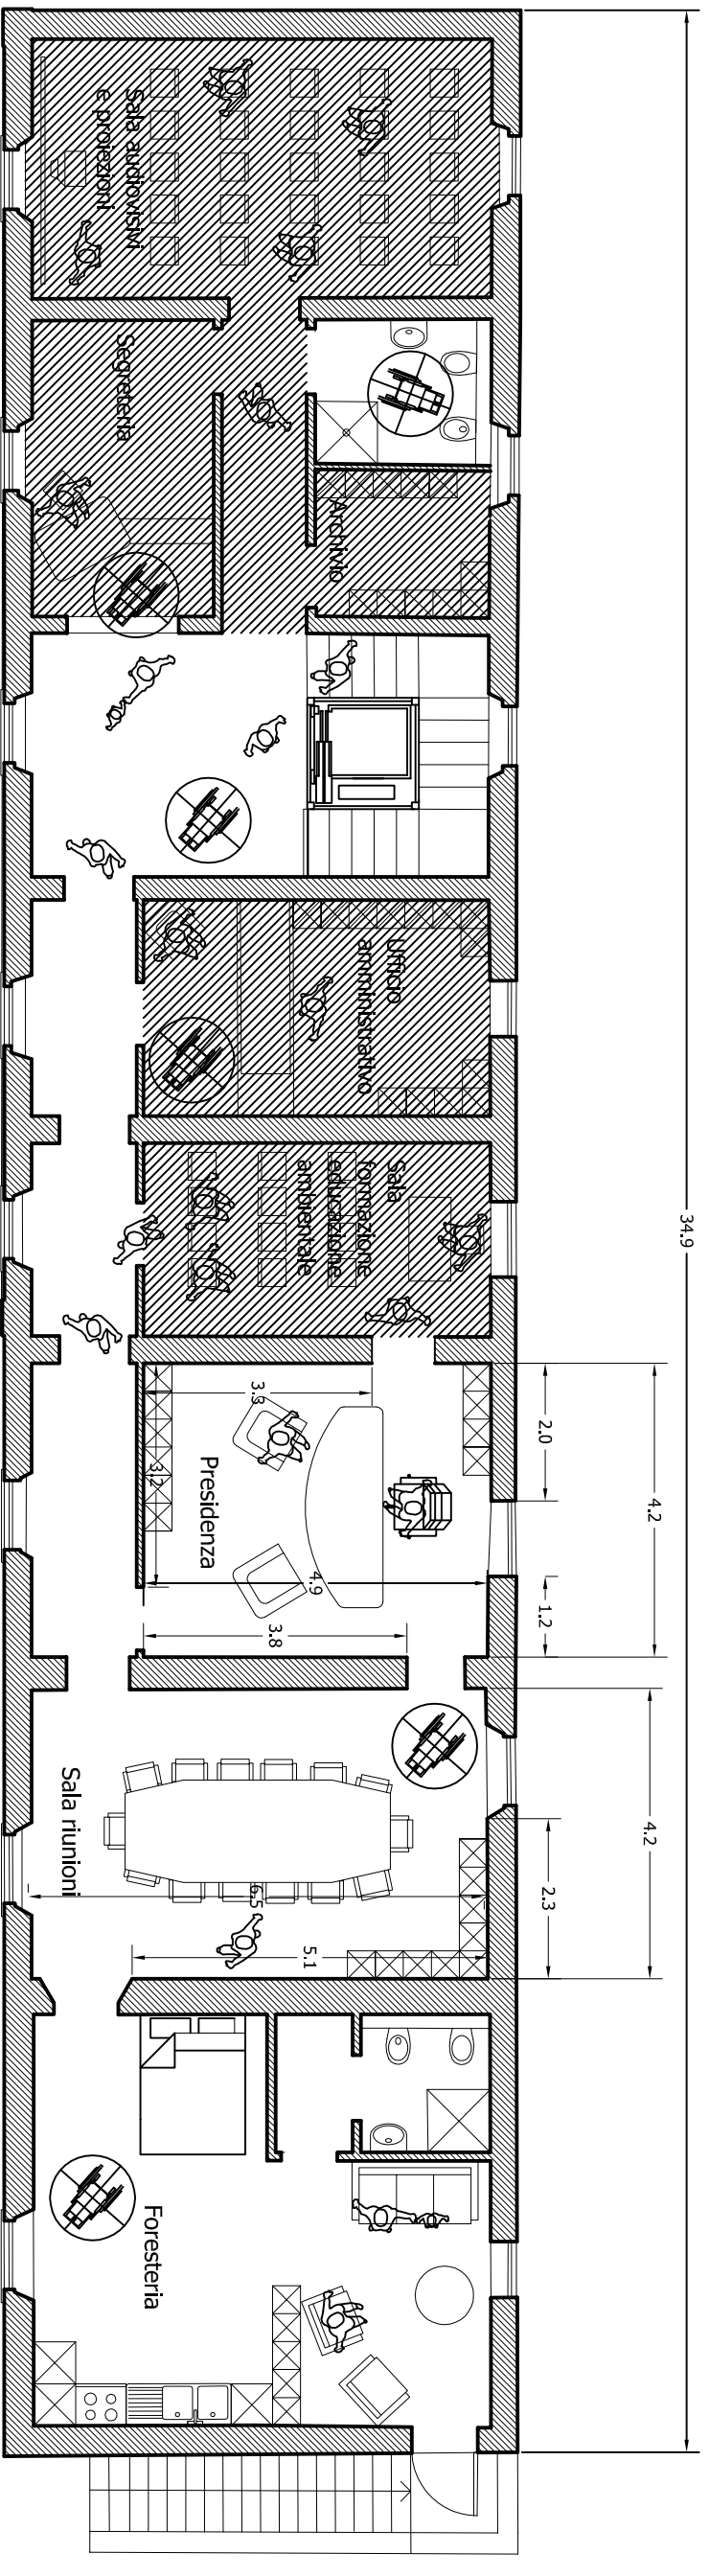 Sala audiovisivi
e proiezioni
Segreteria
Archivio
Ufficio
amministrativo
Sala
formazione
educazione
ambientale
34.9
3.3
3.2
Presidenza
4.9
3.8
2.0
4.2
1.2
Sala riunioni
6.5
5.1
4.2
2.3
Foresteria